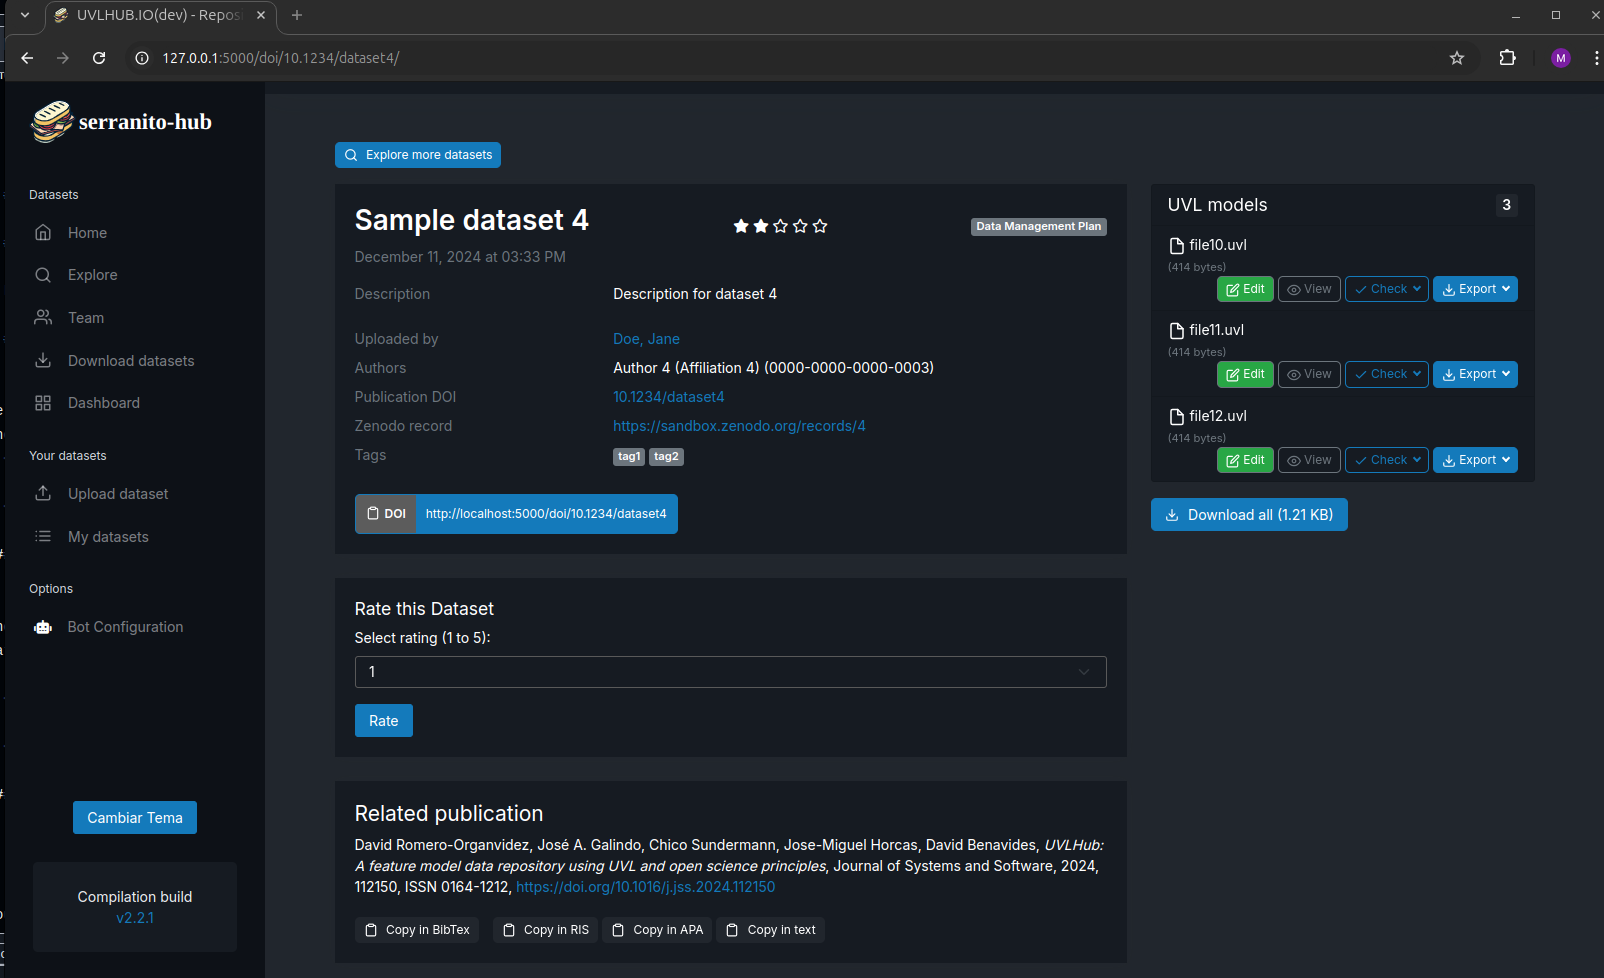 UVLHUB.IO(dev) - Repos
127.0.0.1:5000/doi/10.1234/dataset4/
M
serranito-hub
Datasets
Home
Explore
Team
Download datasets
Dashboard
Your datasets
Upload dataset
My datasets
Options
Bot Configuration
Cambiar Tema
Compilation build
v2.2.1
Explore more datasets
Sample dataset 4
Data Management Plan
December 11, 2024 at 03:33 PM
Description Description for dataset 4
Uploaded by Doe, Jane
Authors Author 4 (Affiliation 4) (0000-0000-0000-0003)
Publication DOI 10.1234/dataset4
Zenodo record https://sandbox.zenodo.org/records/4
Tags tag1 tag2
DOI http://localhost:5000/doi/10.1234/dataset4
Rate this Dataset
Select rating (1 to 5):
1
Rate
Related publication
David Romero-Organvidez, José A. Galindo, Chico Sundermann, Jose-Miguel Horcas, David Benavides, UVLHub:
A feature model data repository using UVL and open science principles, Journal of Systems and Software, 2024,
112150, ISSN 0164-1212, https://doi.org/10.1016/j.jss.2024.112150
Copy in BibTex Copy in RIS Copy in APA Copy in text
UVL models 3
file10.uvl
(414 bytes)
Edit View Check Export
file11.uvl
(414 bytes)
Edit View Check Export
file12.uvl
(414 bytes)
Edit View Check Export
Download all (1.21 KB)